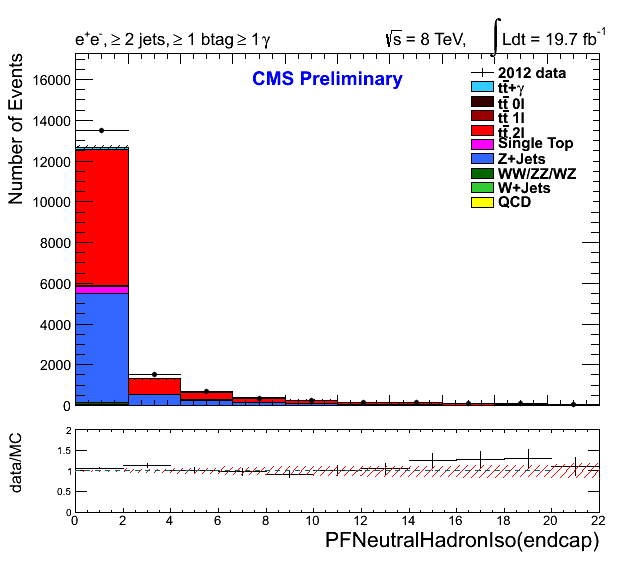 e⁺e⁻, ≥ 2 jets, ≥ 1 btag ≥ 1 γ
√s = 8 TeV, ∫ Ldt = 19.7 fb⁻¹
CMS Preliminary
2012 data
tt̄+γ
tt̄ 0l
tt̄ 1l
tt̄ 2l
Single Top
Z+Jets
WW/ZZ/WZ
W+Jets
QCD
Number of Events
16000
14000
12000
10000
8000
6000
4000
2000
0
data/MC
2
1.5
1
0.5
0
0 2 4 6 8 10 12 14 16 18 20 22
PFNeutralHadronIso(endcap)